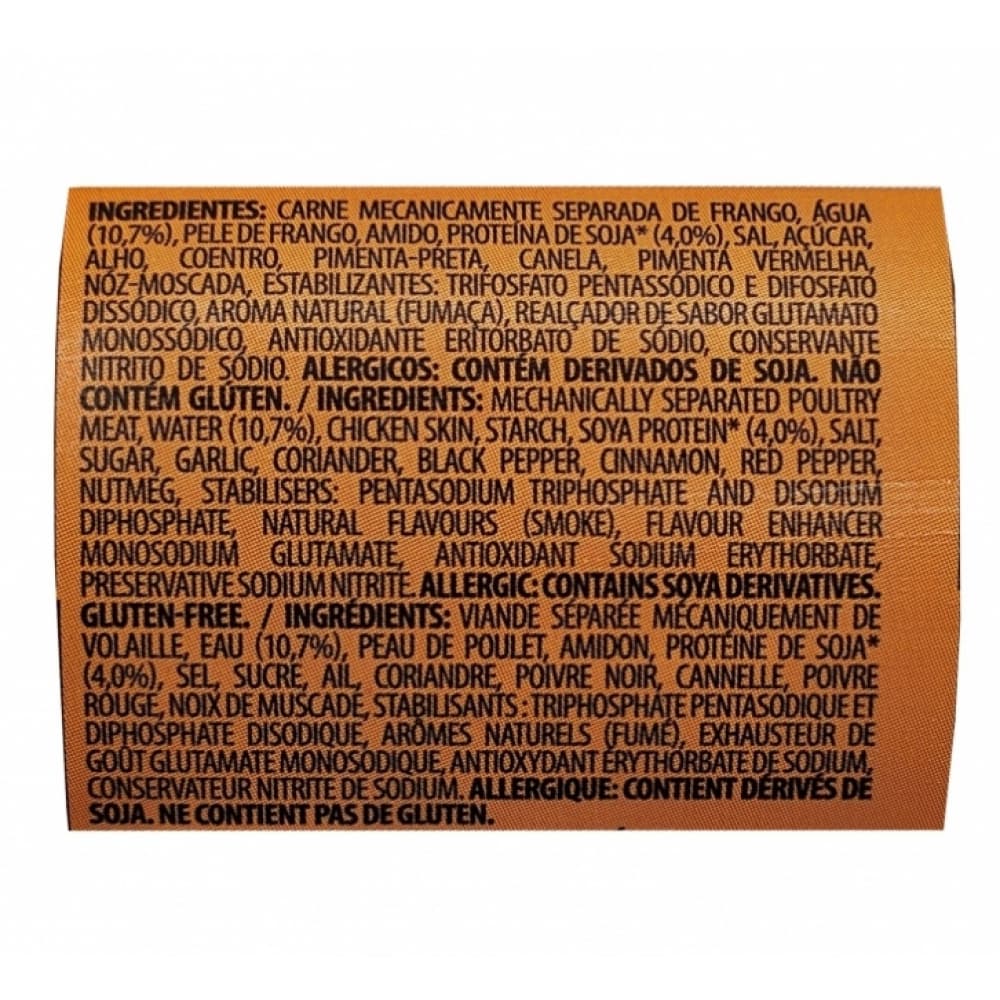 INGREDIENTES: CARNE MECANICAMENTE SEPARADA DE FRANGO, ÁGUA
(10,7%), PELE DE FRANGO, AMIDO, PROTEÍNA DE SOJA* (4,0%), SAL, AÇÚCAR,
ALHO, COENTRO, PIMENTA-PRETA, CANELA, PIMENTA VERMELHA,
NÓZ-MOSCADA, ESTABILIZANTES: TRIFOSFATO PENTASSÓDICO E DIFOSFATO
DISSÓDICO, AROMA NATURAL (FUMAÇA), REALÇADOR DE SABOR GLUTAMATO
MONOSSÓDICO, ANTIOXIDANTE ERITORBATO DE SÓDIO, CONSERVANTE
NITRITO DE SÓDIO. ALERGICOS: CONTÉM DERIVADOS DE SOJA. NÃO
CONTÉM GLÚTEN. / INGREDIENTS: MECHANICALLY SEPARATED POULTRY
MEAT, WATER (10,7%), CHICKEN SKIN, STARCH, SOYA PROTEIN* (4,0%), SALT,
SUGAR, GARLIC, CORIANDER, BLACK PEPPER, CINNAMON, RED PEPPER,
NUTMEG, STABILISERS: PENTASODIUM TRIPHOSPHATE AND DISODIUM
DIPHOSPHATE, NATURAL FLAVOURS (SMOKE), FLAVOUR ENHANCER
MONOSODIUM GLUTAMATE, ANTIOXIDANT SODIUM ERYTHORBATE,
PRESERVATIVE SODIUM NITRITE. ALLERGIC: CONTAINS SOYA DERIVATIVES.
GLUTEN-FREE. / INGRÉDIENTS: VIANDE SÉPARÉE MÉCANIQUEMENT DE
VOLAILLE, EAU (10,7%), PEAU DE POULET, AMIDON, PROTÉINE DE SOJA*
(4,0%), SEL, SUCRE, AIL, CORIANDRE, POIVRE NOIR, CANNELLE, POIVRE
ROUGE, NOIX DE MUSCADE, STABILISANTS : TRIPHOSPHATE PENTASODIQUE ET
DIPHOSPHATE DISODIQUE, ARÔMES NATURELS (FUMÉ), EXHAUSTEUR DE
GOÛT GLUTAMATE MONOSODIQUE, ANTIOXYDANT ERYTHORBATE DE SODIUM,
CONSERVATEUR NITRITE DE SODIUM. ALLERGIQUE: CONTIENT DÉRIVÉS DE
SOJA. NE CONTIENT PAS DE GLUTEN.